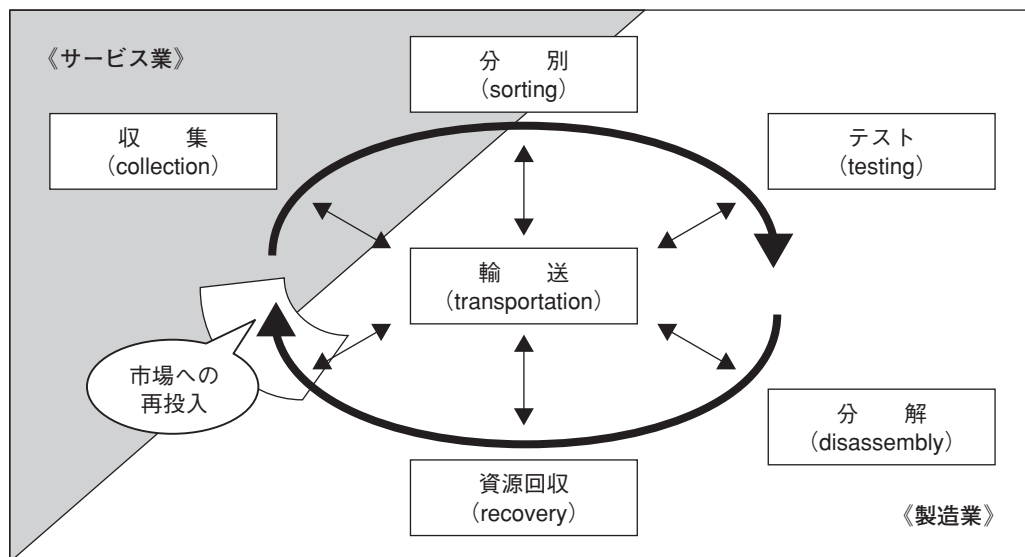 《サービス業》
分　別
(sorting)
収　集
(collection)
テスト
(testing)
輸　送
(transportation)
市場への
再投入
分　解
(disassembly)
資源回収
(recovery)
《製造業》